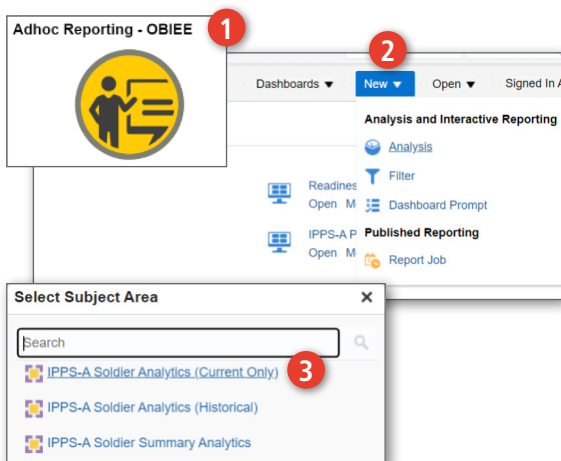 Adhoc Reporting - OBIEE
1
2
Dashboards
New
Open
Signed In A
Analysis and Interactive Reporting
Analysis
Filter
Dashboard Prompt
Published Reporting
Report Job
Readines
Open M
IPPS-A P
Open M
Select Subject Area
Search
IPPS-A Soldier Analytics (Current Only)
3
IPPS-A Soldier Analytics (Historical)
IPPS-A Soldier Summary Analytics